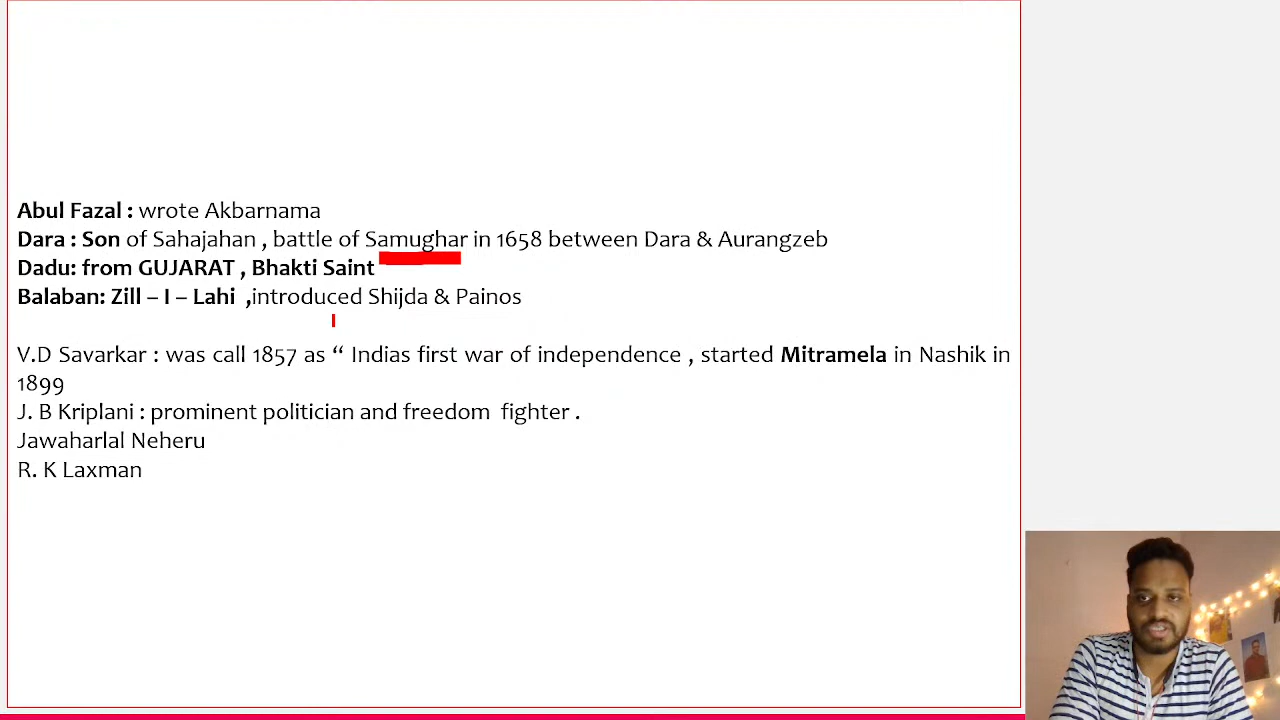 Abul Fazal : wrote Akbarnama
Dara : Son of Sahajahan , battle of Samughar in 1658 between Dara & Aurangzeb
Dadu: from GUJARAT , Bhakti Saint
Balaban: Zill – I – Lahi ,introduced Shijda & Painos
V.D Savarkar : was call 1857 as “ Indias first war of independence , started Mitramela in Nashik in
1899
J. B Kriplani : prominent politician and freedom fighter .
Jawaharlal Neheru
R. K Laxman